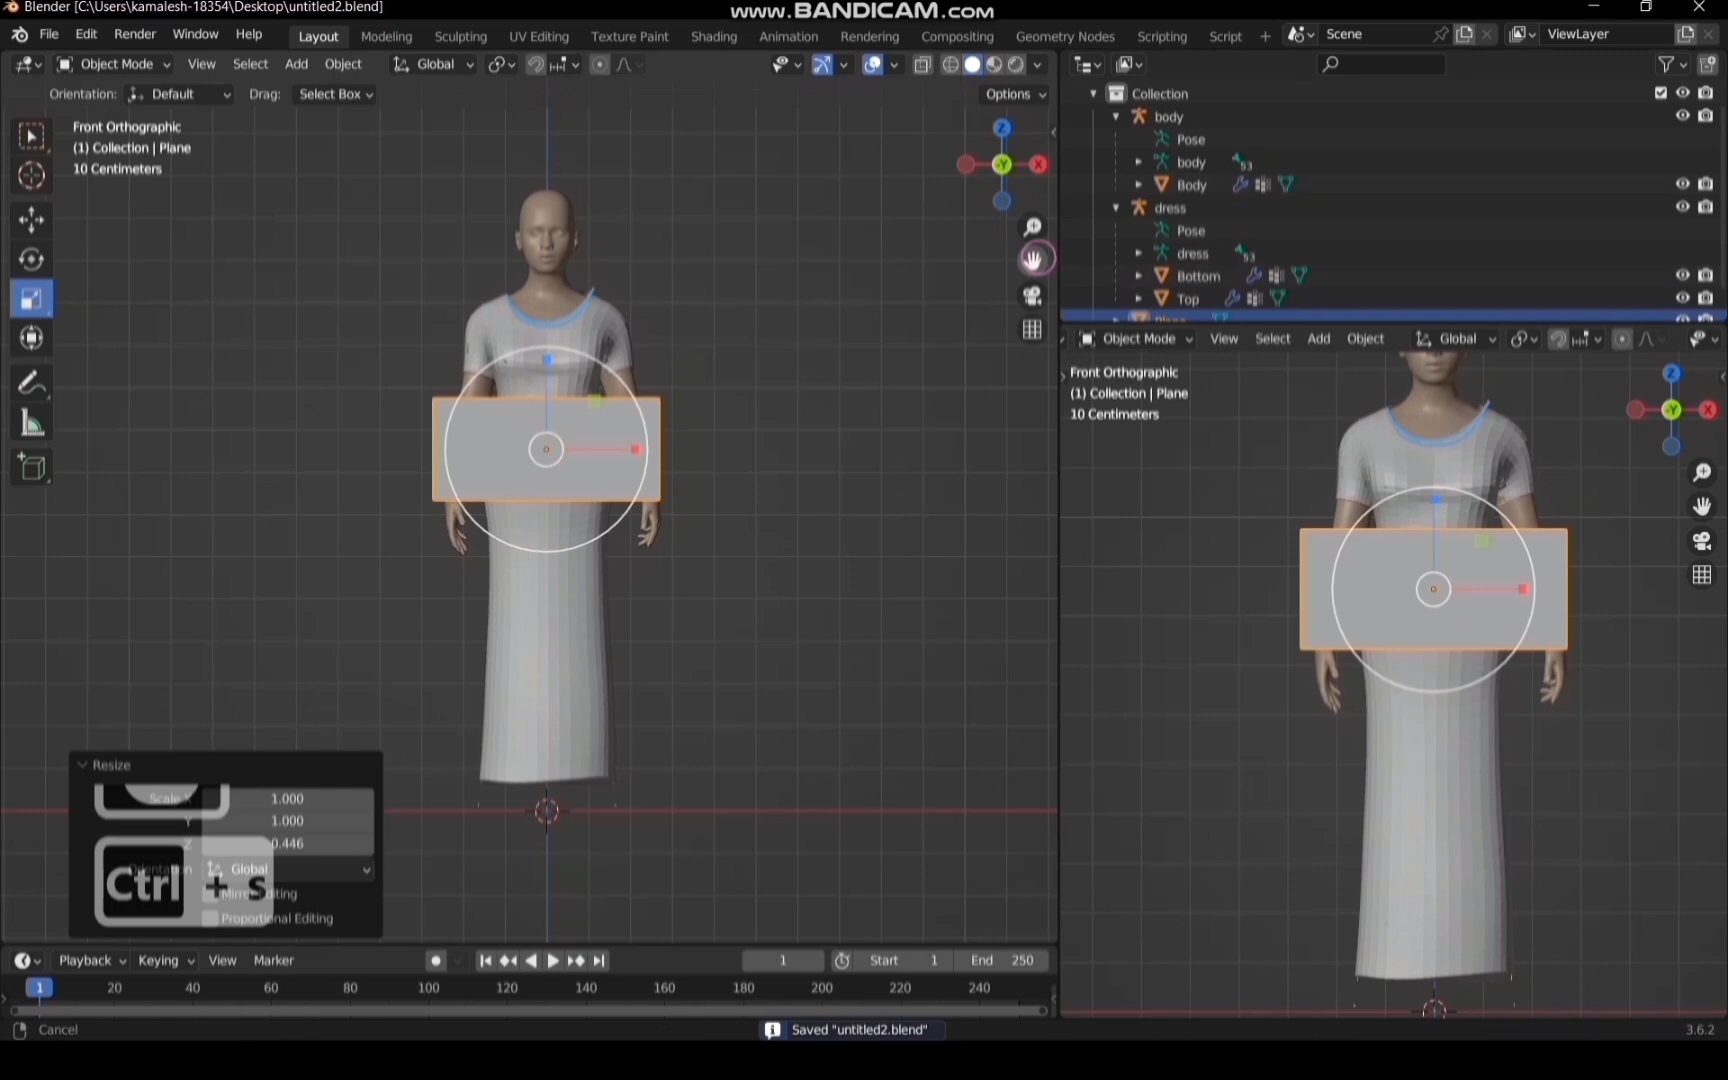 Blender [C:\Users\kamalesh-18354\Desktop\untitled2.blend]
www.BANDICAM.com
File Edit Render Window Help Layout Modeling Sculpting UV Editing Texture Paint Shading Animation Rendering Compositing Geometry Nodes Scripting Script + Scene ViewLayer
Object Mode View Select Add Object Global
Orientation: Default Drag: Select Box Options
Front Orthographic
(1) Collection | Plane
10 Centimeters
Z
-Y
X
Collection
body
Pose
body 53
Body
dress
Pose
dress 53
Bottom
Top
Object Mode View Select Add Object Global
Front Orthographic
(1) Collection | Plane
10 Centimeters
Z
-Y
X
Resize
Scale X 1.000
Y 1.000
Z 0.446
Orientation Global
Ctrl + s
Proportional Editing
Playback Keying View Marker 1 Start 1 End 250
1 20 40 60 80 100 120 140 160 180 200 220 240
Cancel Saved "untitled2.blend" 3.6.2